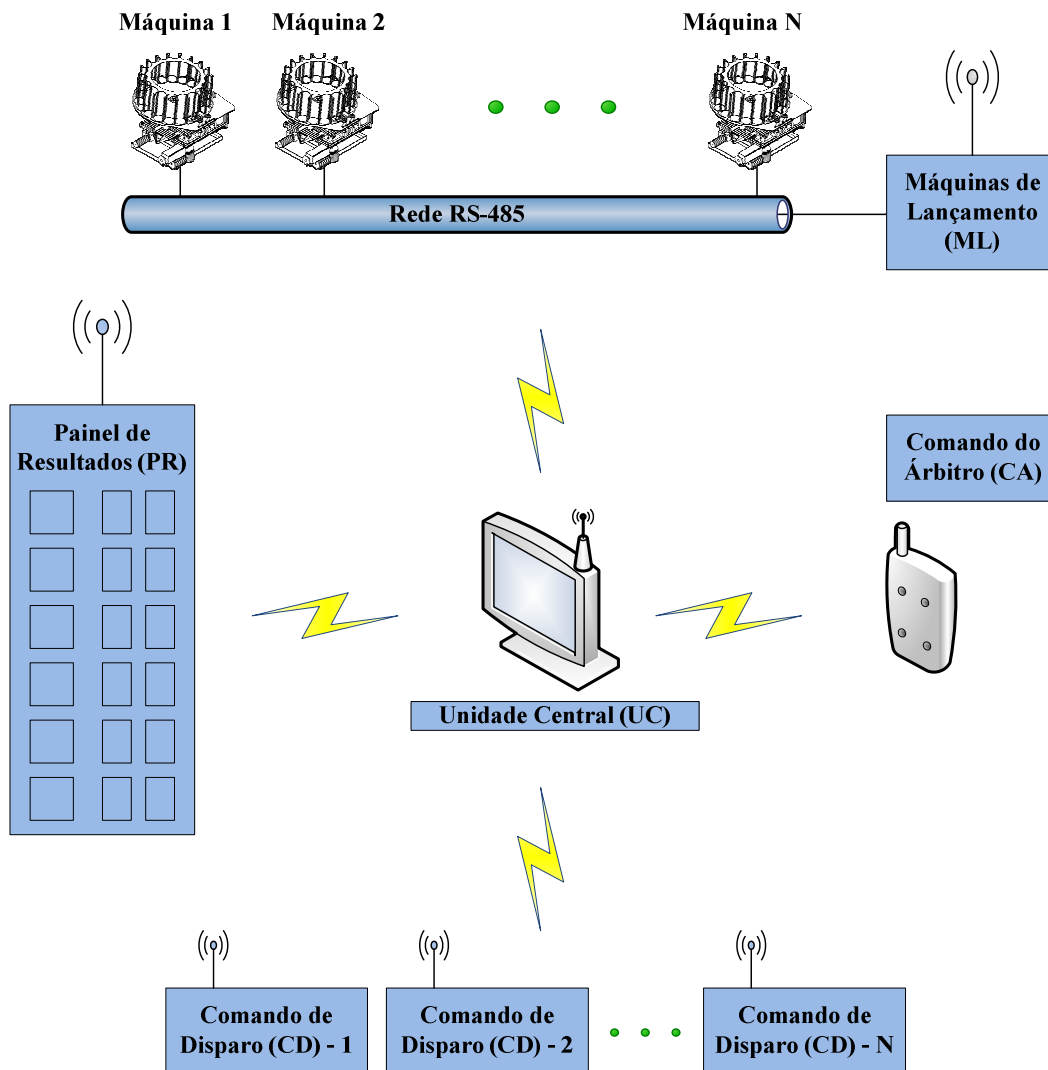 Máquina 1
Máquina 2
Máquina N
Rede RS-485
Máquinas de
Lançamento
(ML)
Painel de
Resultados (PR)
Comando do
Árbitro (CA)
Unidade Central (UC)
Comando de
Disparo (CD) - 1
Comando de
Disparo (CD) - 2
Comando de
Disparo (CD) - N